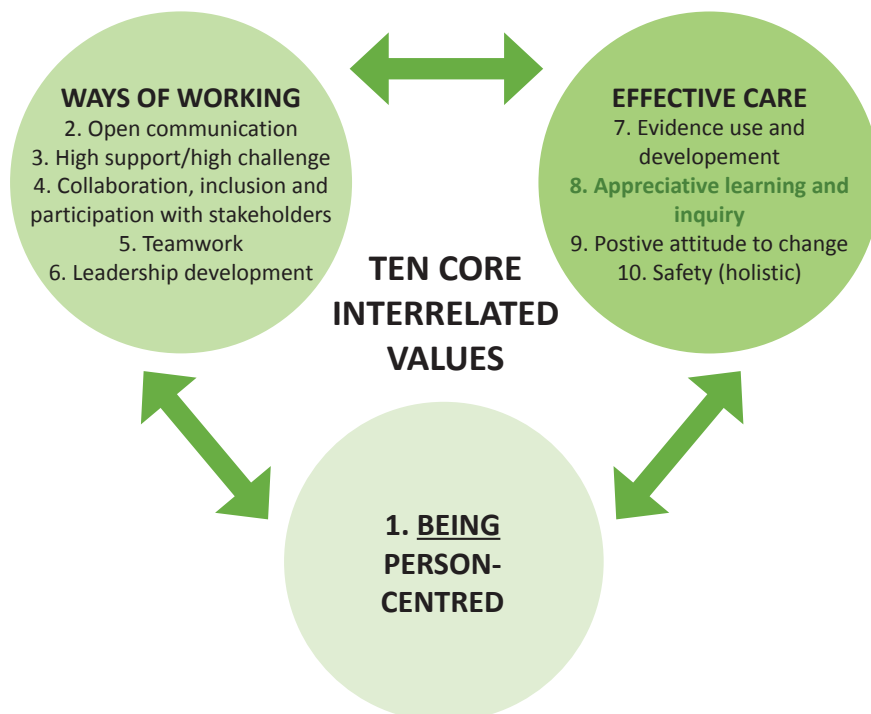 WAYS OF WORKING
2. Open communication
3. High support/high challenge
4. Collaboration, inclusion and
participation with stakeholders
5. Teamwork
6. Leadership development
EFFECTIVE CARE
7. Evidence use and
developement
8. Appreciative learning and
inquiry
9. Postive attitude to change
10. Safety (holistic)
TEN CORE
INTERRELATED
VALUES
1. BEING
PERSON-
CENTRED